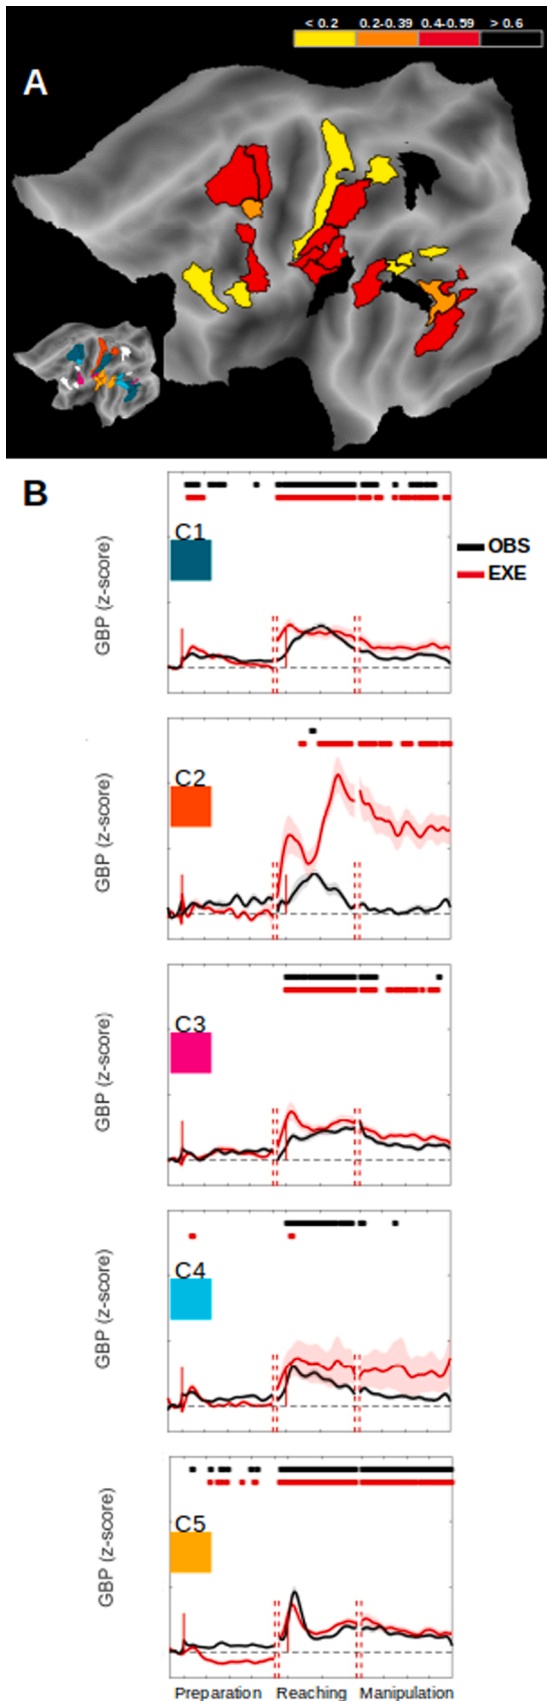 < 0.2 0.2-0.39 0.4-0.59 > 0.6
A
B
C1
GBP (z-score)
OBS
EXE
C2
GBP (z-score)
C3
GBP (z-score)
C4
GBP (z-score)
C5
GBP (z-score)
Preparation Reaching Manipulation